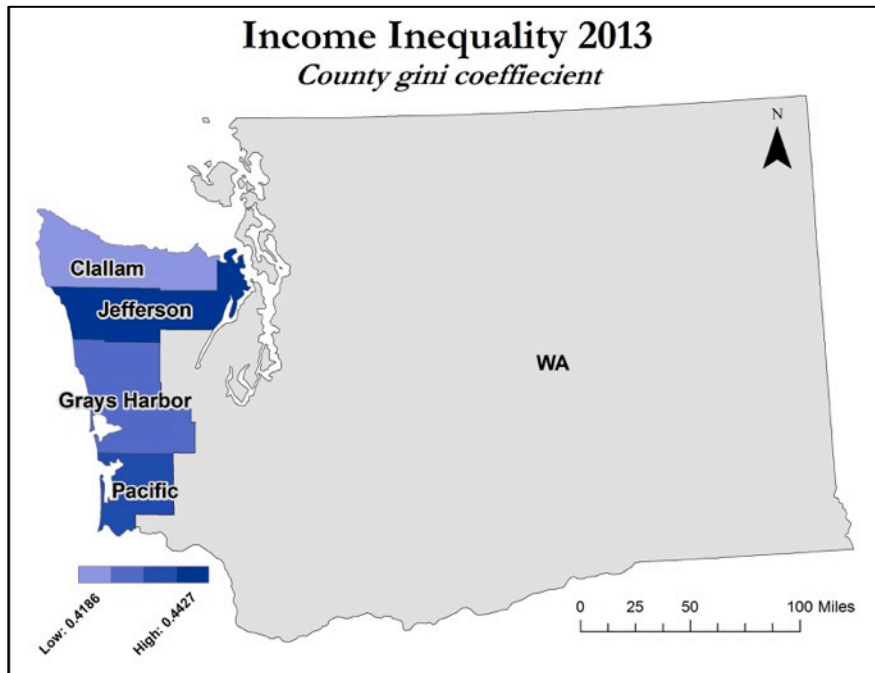 Income Inequality 2013
County gini coeffiecient
N
Clallam
Jefferson
WA
Grays Harbor
Pacific
Low: 0.4186
High: 0.4427
0 25 50 100 Miles